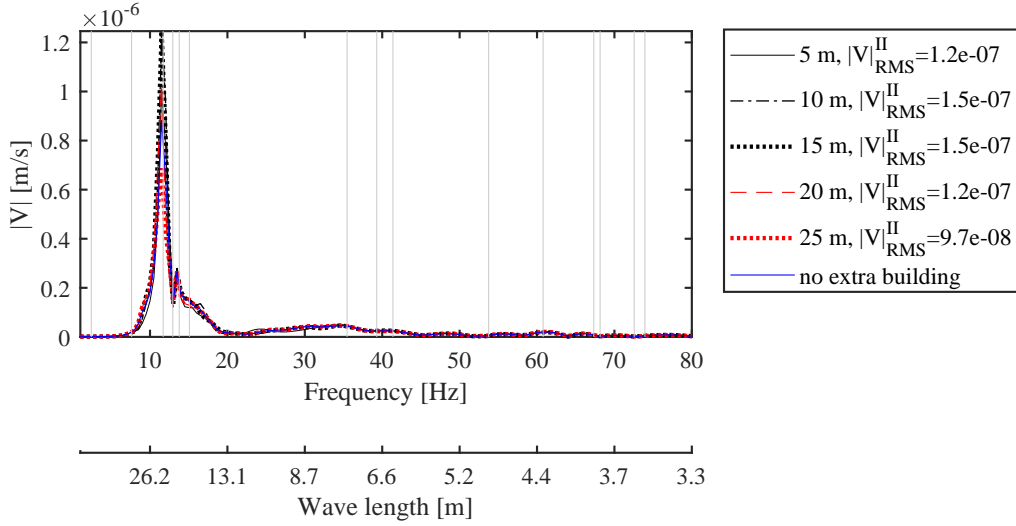 ×10⁻⁶
1.2
1
0.8
0.6
0.4
0.2
0
|V| [m/s]
10 20 30 40 50 60 70 80
Frequency [Hz]
26.2 13.1 8.7 6.6 5.2 4.4 3.7 3.3
Wave length [m]
5 m, |V|ᴵᴵ_RMS=1.2e-07
10 m, |V|ᴵᴵ_RMS=1.5e-07
15 m, |V|ᴵᴵ_RMS=1.5e-07
20 m, |V|ᴵᴵ_RMS=1.2e-07
25 m, |V|ᴵᴵ_RMS=9.7e-08
no extra building